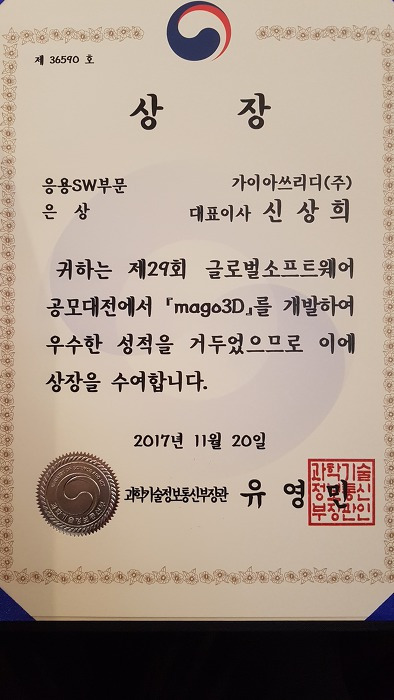 제 36590 호
상 장
응용SW부문 가이아쓰리디(주)
은 상 대표이사 신 상 희
귀하는 제29회 글로벌소프트웨어
공모대전에서 『mago3D』를 개발하여
우수한 성적을 거두었으므로 이에
상장을 수여합니다.
2017년 11월 20일
과학기술정보통신부장관 유 영 민
과학기술
정보통신
부장관인